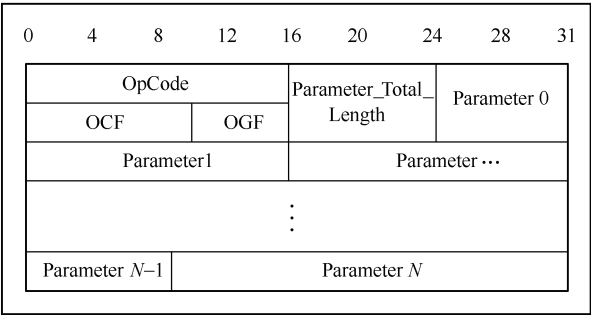 0 4 8 12 16 20 24 28 31
OpCode
Parameter_Total_
Length
Parameter 0
OCF
OGF
Parameter1
Parameter ⋯
⋮
Parameter N−1
Parameter N